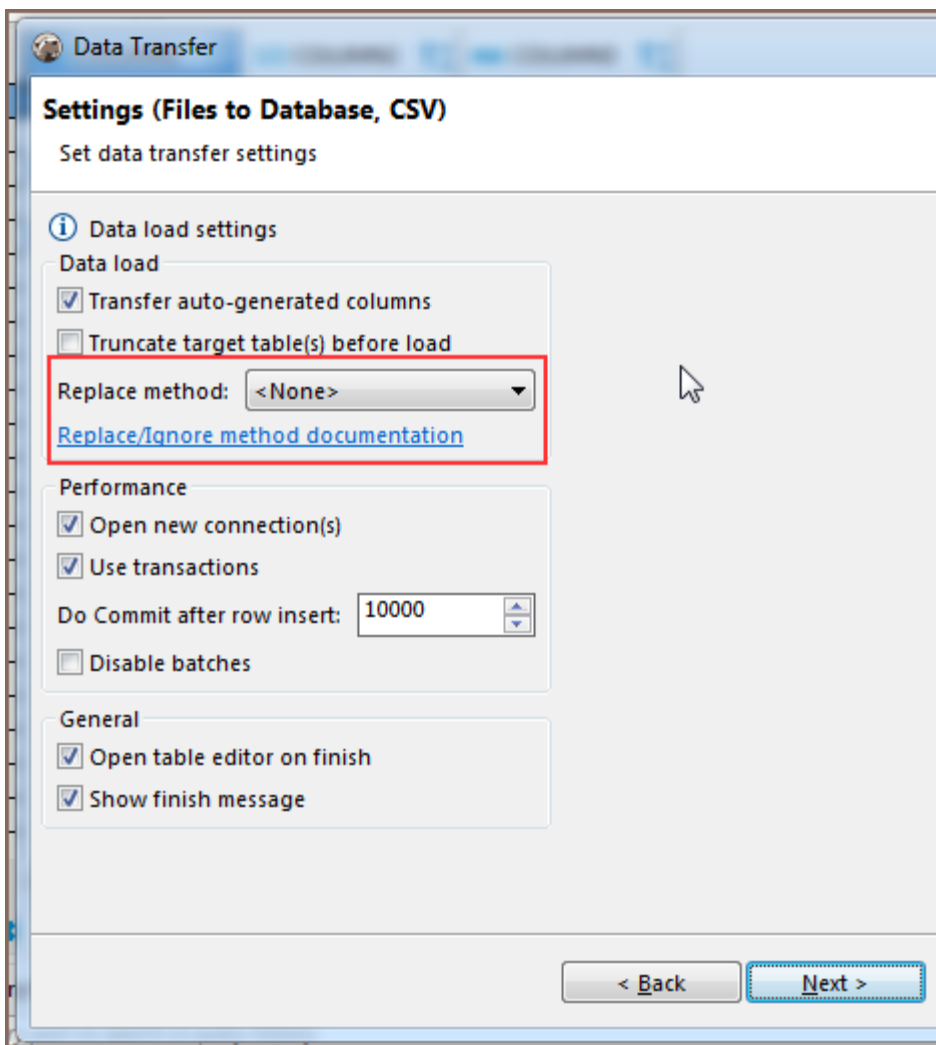 Data Transfer
Settings (Files to Database, CSV)
Set data transfer settings
Data load settings
Data load
Transfer auto-generated columns
Truncate target table(s) before load
Replace method: <None>
Replace/Ignore method documentation
Performance
Open new connection(s)
Use transactions
Do Commit after row insert: 10000
Disable batches
General
Open table editor on finish
Show finish message
< Back Next >